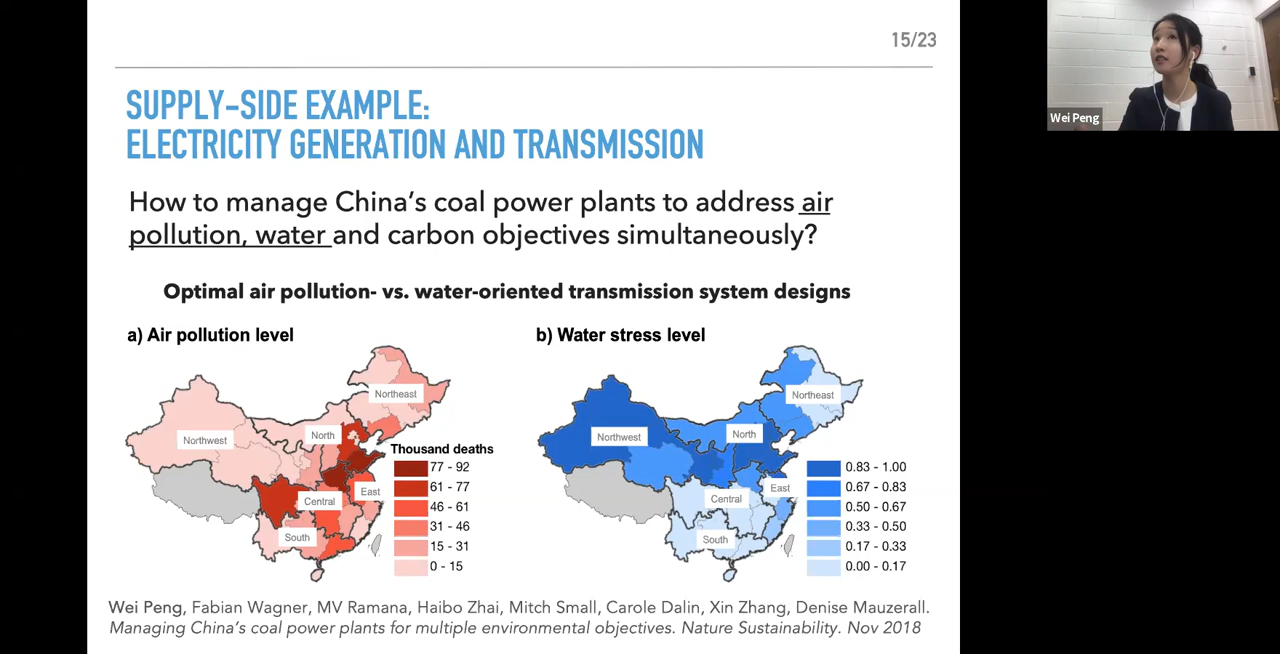 15/23
SUPPLY-SIDE EXAMPLE:
ELECTRICITY GENERATION AND TRANSMISSION
How to manage China’s coal power plants to address air
pollution, water and carbon objectives simultaneously?
Optimal air pollution- vs. water-oriented transmission system designs
a) Air pollution level
Northeast
Northwest
North
Central
East
South
Thousand deaths
77 - 92
61 - 77
46 - 61
31 - 46
15 - 31
0 - 15
b) Water stress level
Northeast
Northwest
North
Central
East
South
0.83 - 1.00
0.67 - 0.83
0.50 - 0.67
0.33 - 0.50
0.17 - 0.33
0.00 - 0.17
Wei Peng, Fabian Wagner, MV Ramana, Haibo Zhai, Mitch Small, Carole Dalin, Xin Zhang, Denise Mauzerall.
Managing China’s coal power plants for multiple environmental objectives. Nature Sustainability. Nov 2018
Wei Peng